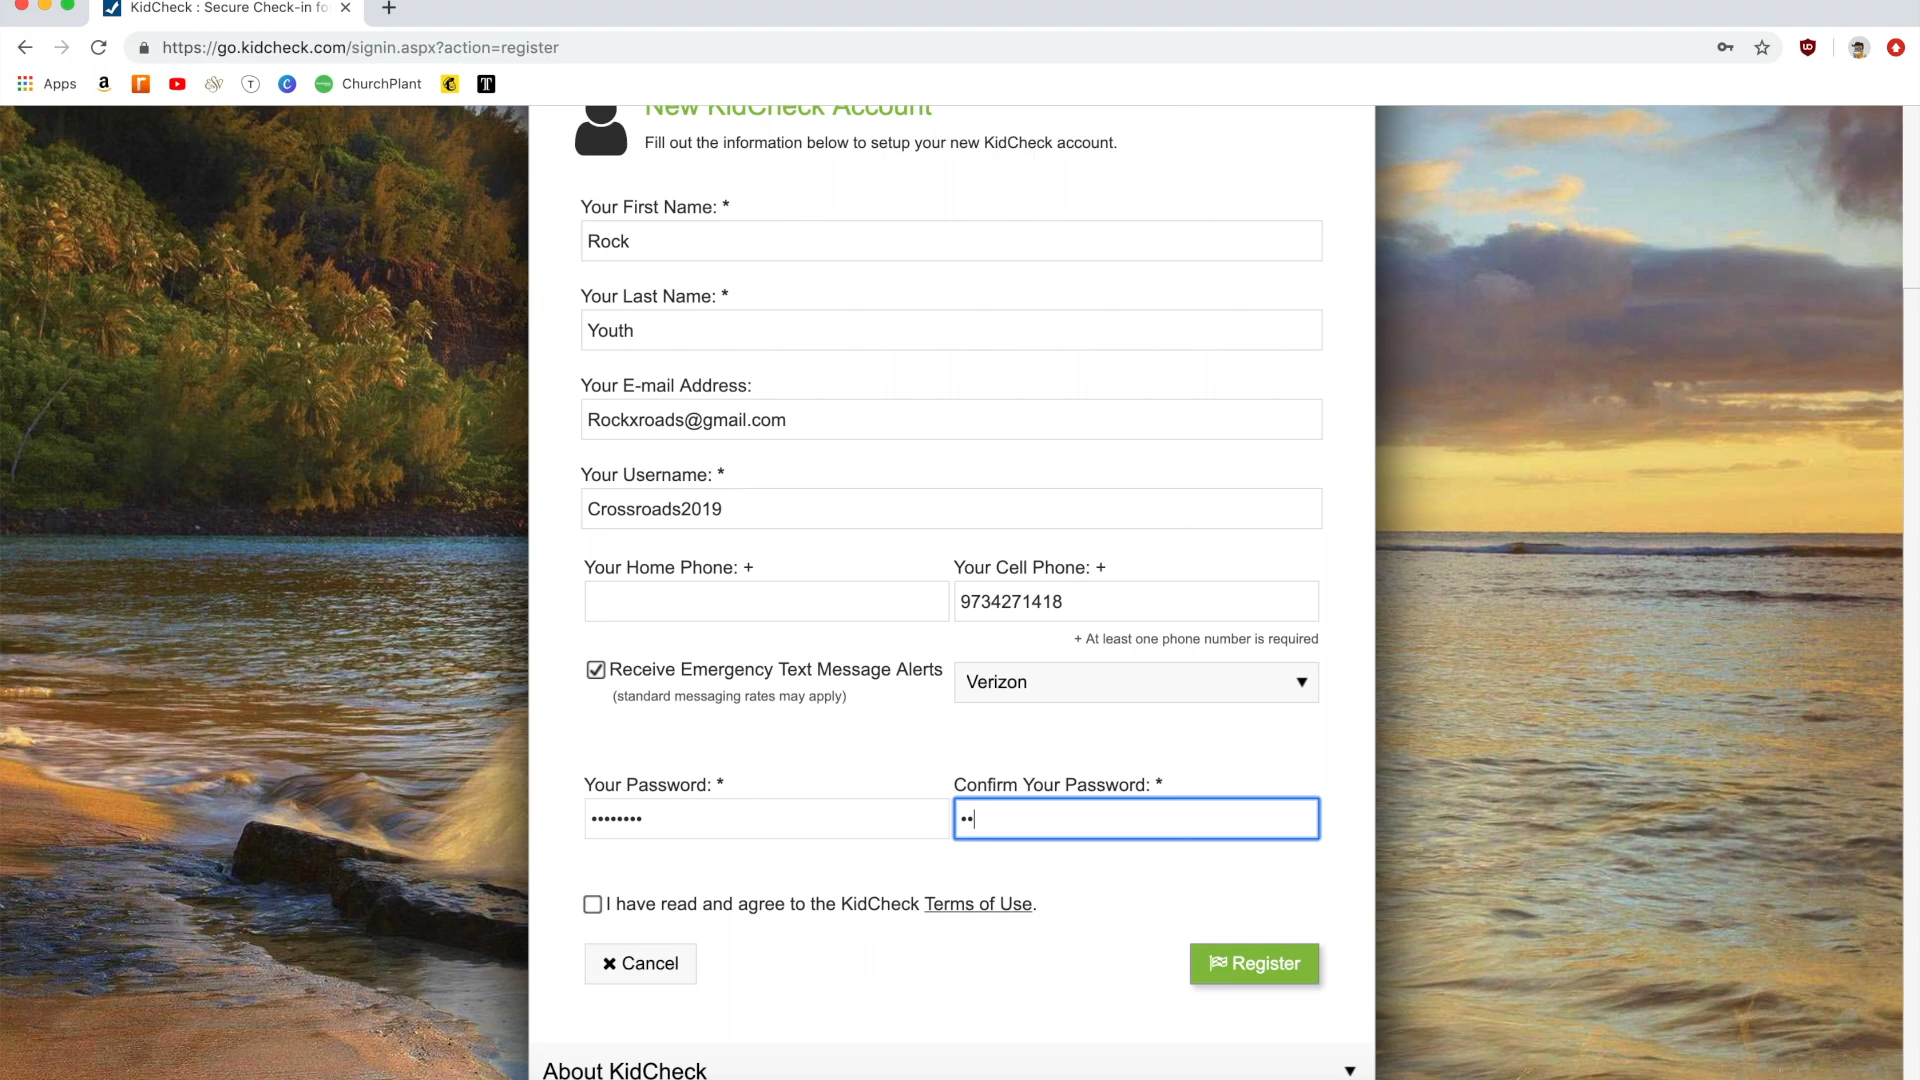 KidCheck : Secure Check-in fo
https://go.kidcheck.com/signin.aspx?action=register
Apps
ChurchPlant
New KidCheck Account
Fill out the information below to setup your new KidCheck account.
Your First Name: *
Rock
Your Last Name: *
Youth
Your E-mail Address:
Rockxroads@gmail.com
Your Username: *
Crossroads2019
Your Home Phone: + Your Cell Phone: +
9734271418
+ At least one phone number is required
Receive Emergency Text Message Alerts Verizon
(standard messaging rates may apply)
Your Password: * Confirm Your Password: *
•••••••• ••
I have read and agree to the KidCheck Terms of Use.
Cancel Register
About KidCheck